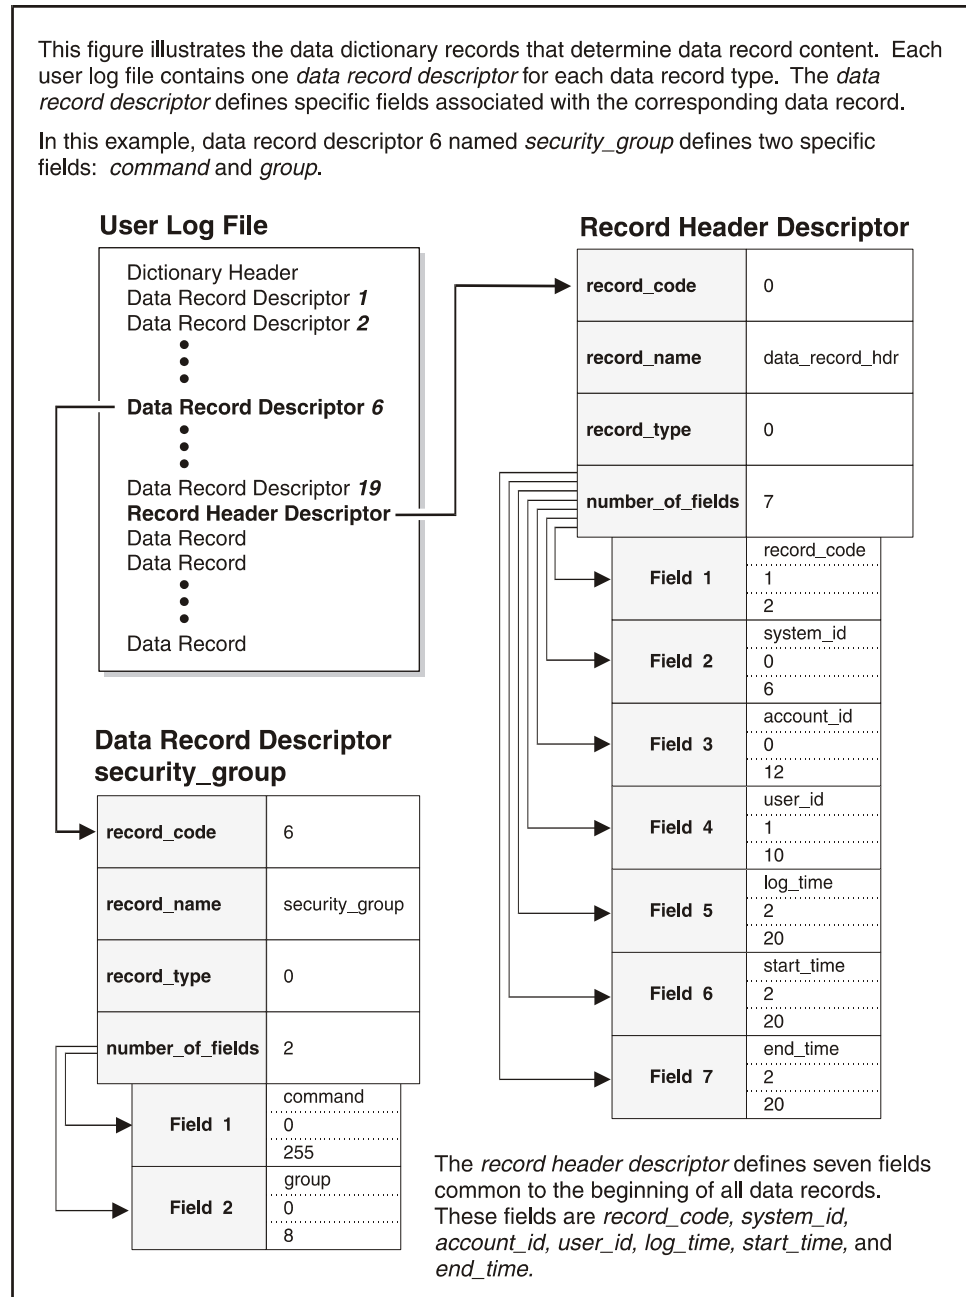 This figure illustrates the data dictionary records that determine data record content. Each
user log file contains one data record descriptor for each data record type. The data
record descriptor defines specific fields associated with the corresponding data record.
In this example, data record descriptor 6 named security_group defines two specific
fields: command and group.
User Log File
Dictionary Header
Data Record Descriptor 1
Data Record Descriptor 2
Data Record Descriptor 6
Data Record Descriptor 19
Record Header Descriptor
Data Record
Data Record
Data Record
Record Header Descriptor
record_code 0
record_name data_record_hdr
record_type 0
number_of_fields 7
Field 1
record_code
1
2
Field 2
system_id
0
6
Field 3
account_id
0
12
Field 4
user_id
1
10
Field 5
log_time
2
20
Field 6
start_time
2
20
Field 7
end_time
2
20
Data Record Descriptor
security_group
record_code 6
record_name security_group
record_type 0
number_of_fields 2
Field 1
command
0
255
Field 2
group
0
8
The record header descriptor defines seven fields
common to the beginning of all data records.
These fields are record_code, system_id,
account_id, user_id, log_time, start_time, and
end_time.